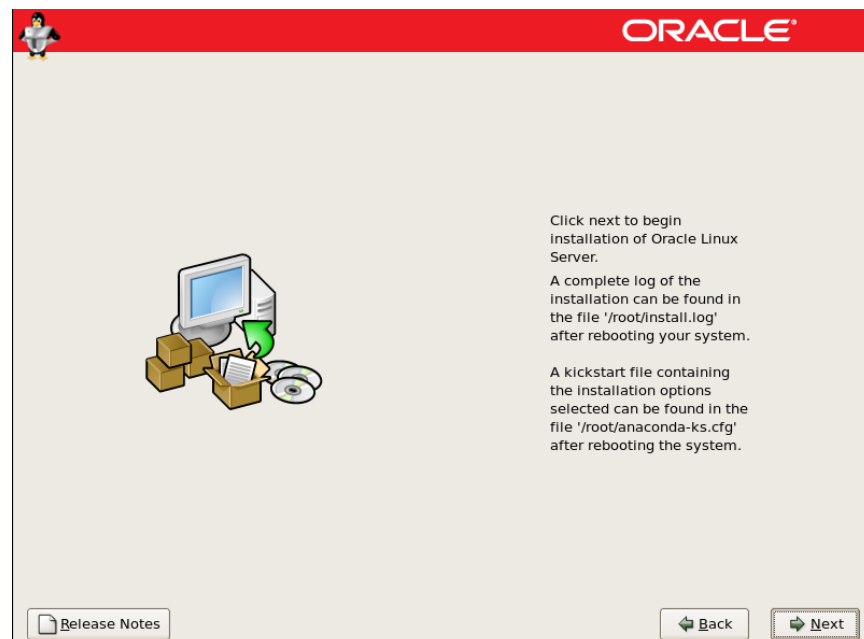 ORACLE®
Click next to begin
installation of Oracle Linux
Server.
A complete log of the
installation can be found in
the file '/root/install.log'
after rebooting your system.
A kickstart file containing
the installation options
selected can be found in the
file '/root/anaconda-ks.cfg'
after rebooting the system.
Release Notes
Back
Next